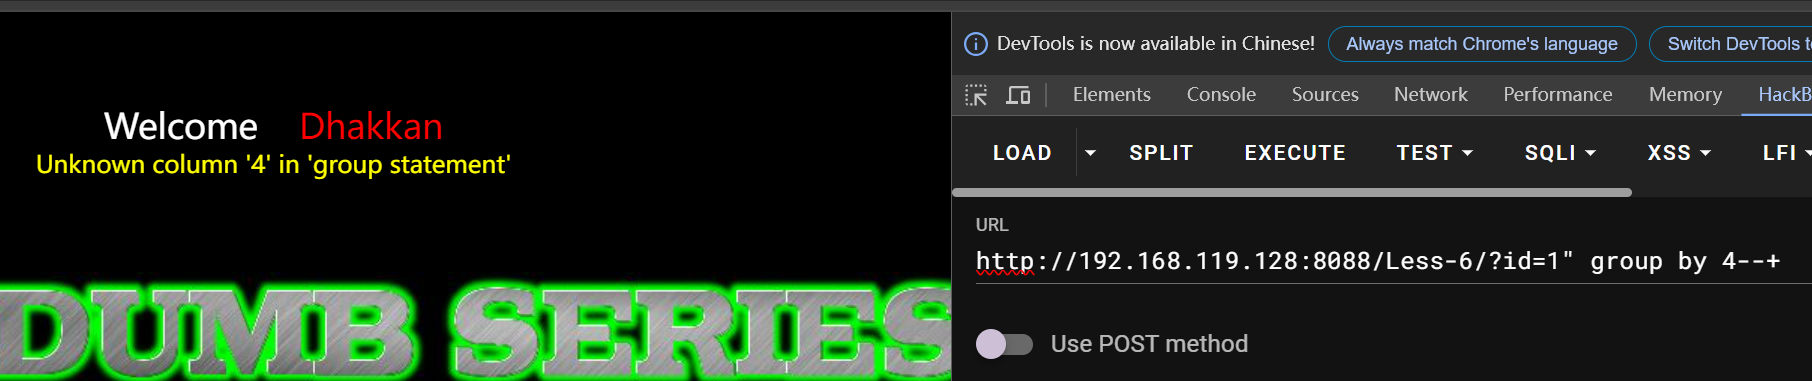 Welcome Dhakkan
Unknown column '4' in 'group statement'
DUMB SERIES
DevTools is now available in Chinese! Always match Chrome's language Switch DevTools t
Elements Console Sources Network Performance Memory HackB
LOAD SPLIT EXECUTE TEST SQLI XSS LFI
URL
http://192.168.119.128:8088/Less-6/?id=1" group by 4--+
Use POST method